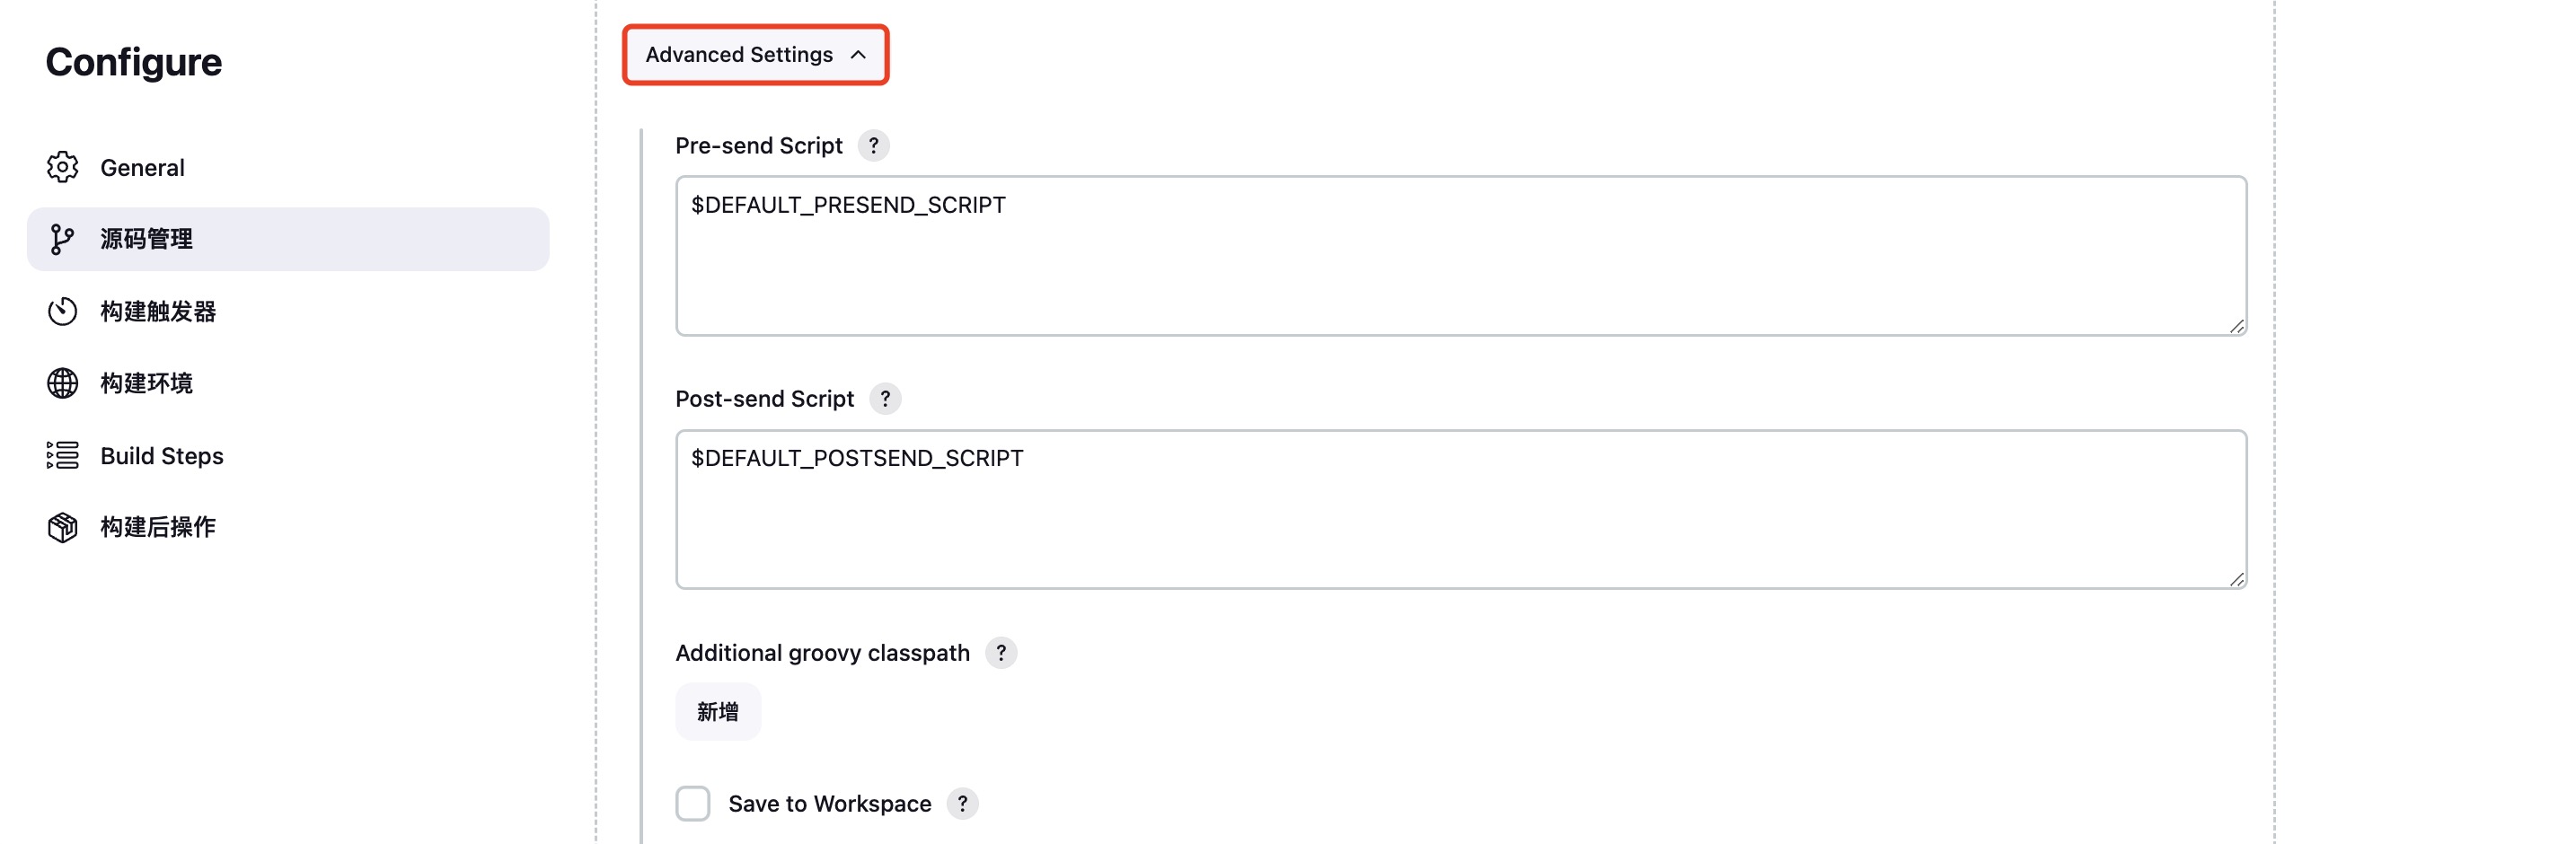 Configure
General
源码管理
构建触发器
构建环境
Build Steps
构建后操作
Advanced Settings
Pre-send Script ?
$DEFAULT_PRESEND_SCRIPT
Post-send Script ?
$DEFAULT_POSTSEND_SCRIPT
Additional groovy classpath ?
新增
Save to Workspace ?